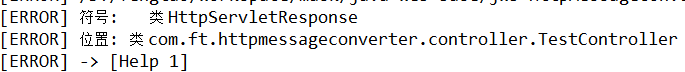 [ERROR] 符号:   类 HttpServletResponse
[ERROR] 位置: 类 com.ft.httpmessageconverter.controller.TestController
[ERROR] -> [Help 1]